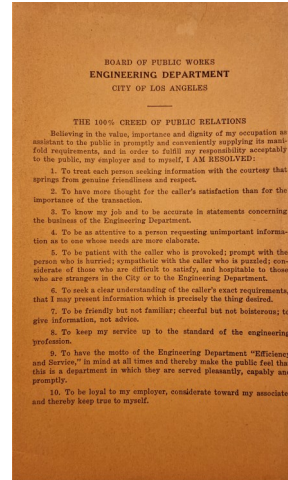 BOARD OF PUBLIC WORKS
ENGINEERING DEPARTMENT
CITY OF LOS ANGELES
THE 100% CREED OF PUBLIC RELATIONS
Believing in the value, importance and dignity of my occupation as
assistant to the public in promptly and conveniently supplying its mani-
fold requirements, and in order to fulfill my responsibility acceptably
to the public, my employer and to myself, I AM RESOLVED:
1. To treat each person seeking information with the courtesy that
springs from genuine friendliness and respect.
2. To have more thought for the caller's satisfaction than for the
importance of the transaction.
3. To know my job and to be accurate in statements concerning
the business of the Engineering Department.
4. To be as attentive to a person requesting unimportant informa-
tion as to one whose needs are more elaborate.
5. To be patient with the caller who is provoked; prompt with the
person who is hurried; sympathetic with the caller who is puzzled; con-
siderate of those who are difficult to satisfy, and hospitable to those
who are strangers in the City or to the Engineering Department.
6. To seek a clear understanding of the caller's exact requirements,
that I may present information which is precisely the thing desired.
7. To be friendly but not familiar; cheerful but not boisterous; to
give information, not advice.
8. To keep my service up to the standard of the engineering
profession.
9. To have the motto of the Engineering Department "Efficiency
and Service," in mind at all times and thereby make the public feel that
this is a department in which they are served pleasantly, capably and
promptly.
10. To be loyal to my employer, considerate toward my associate
and thereby keep true to myself.